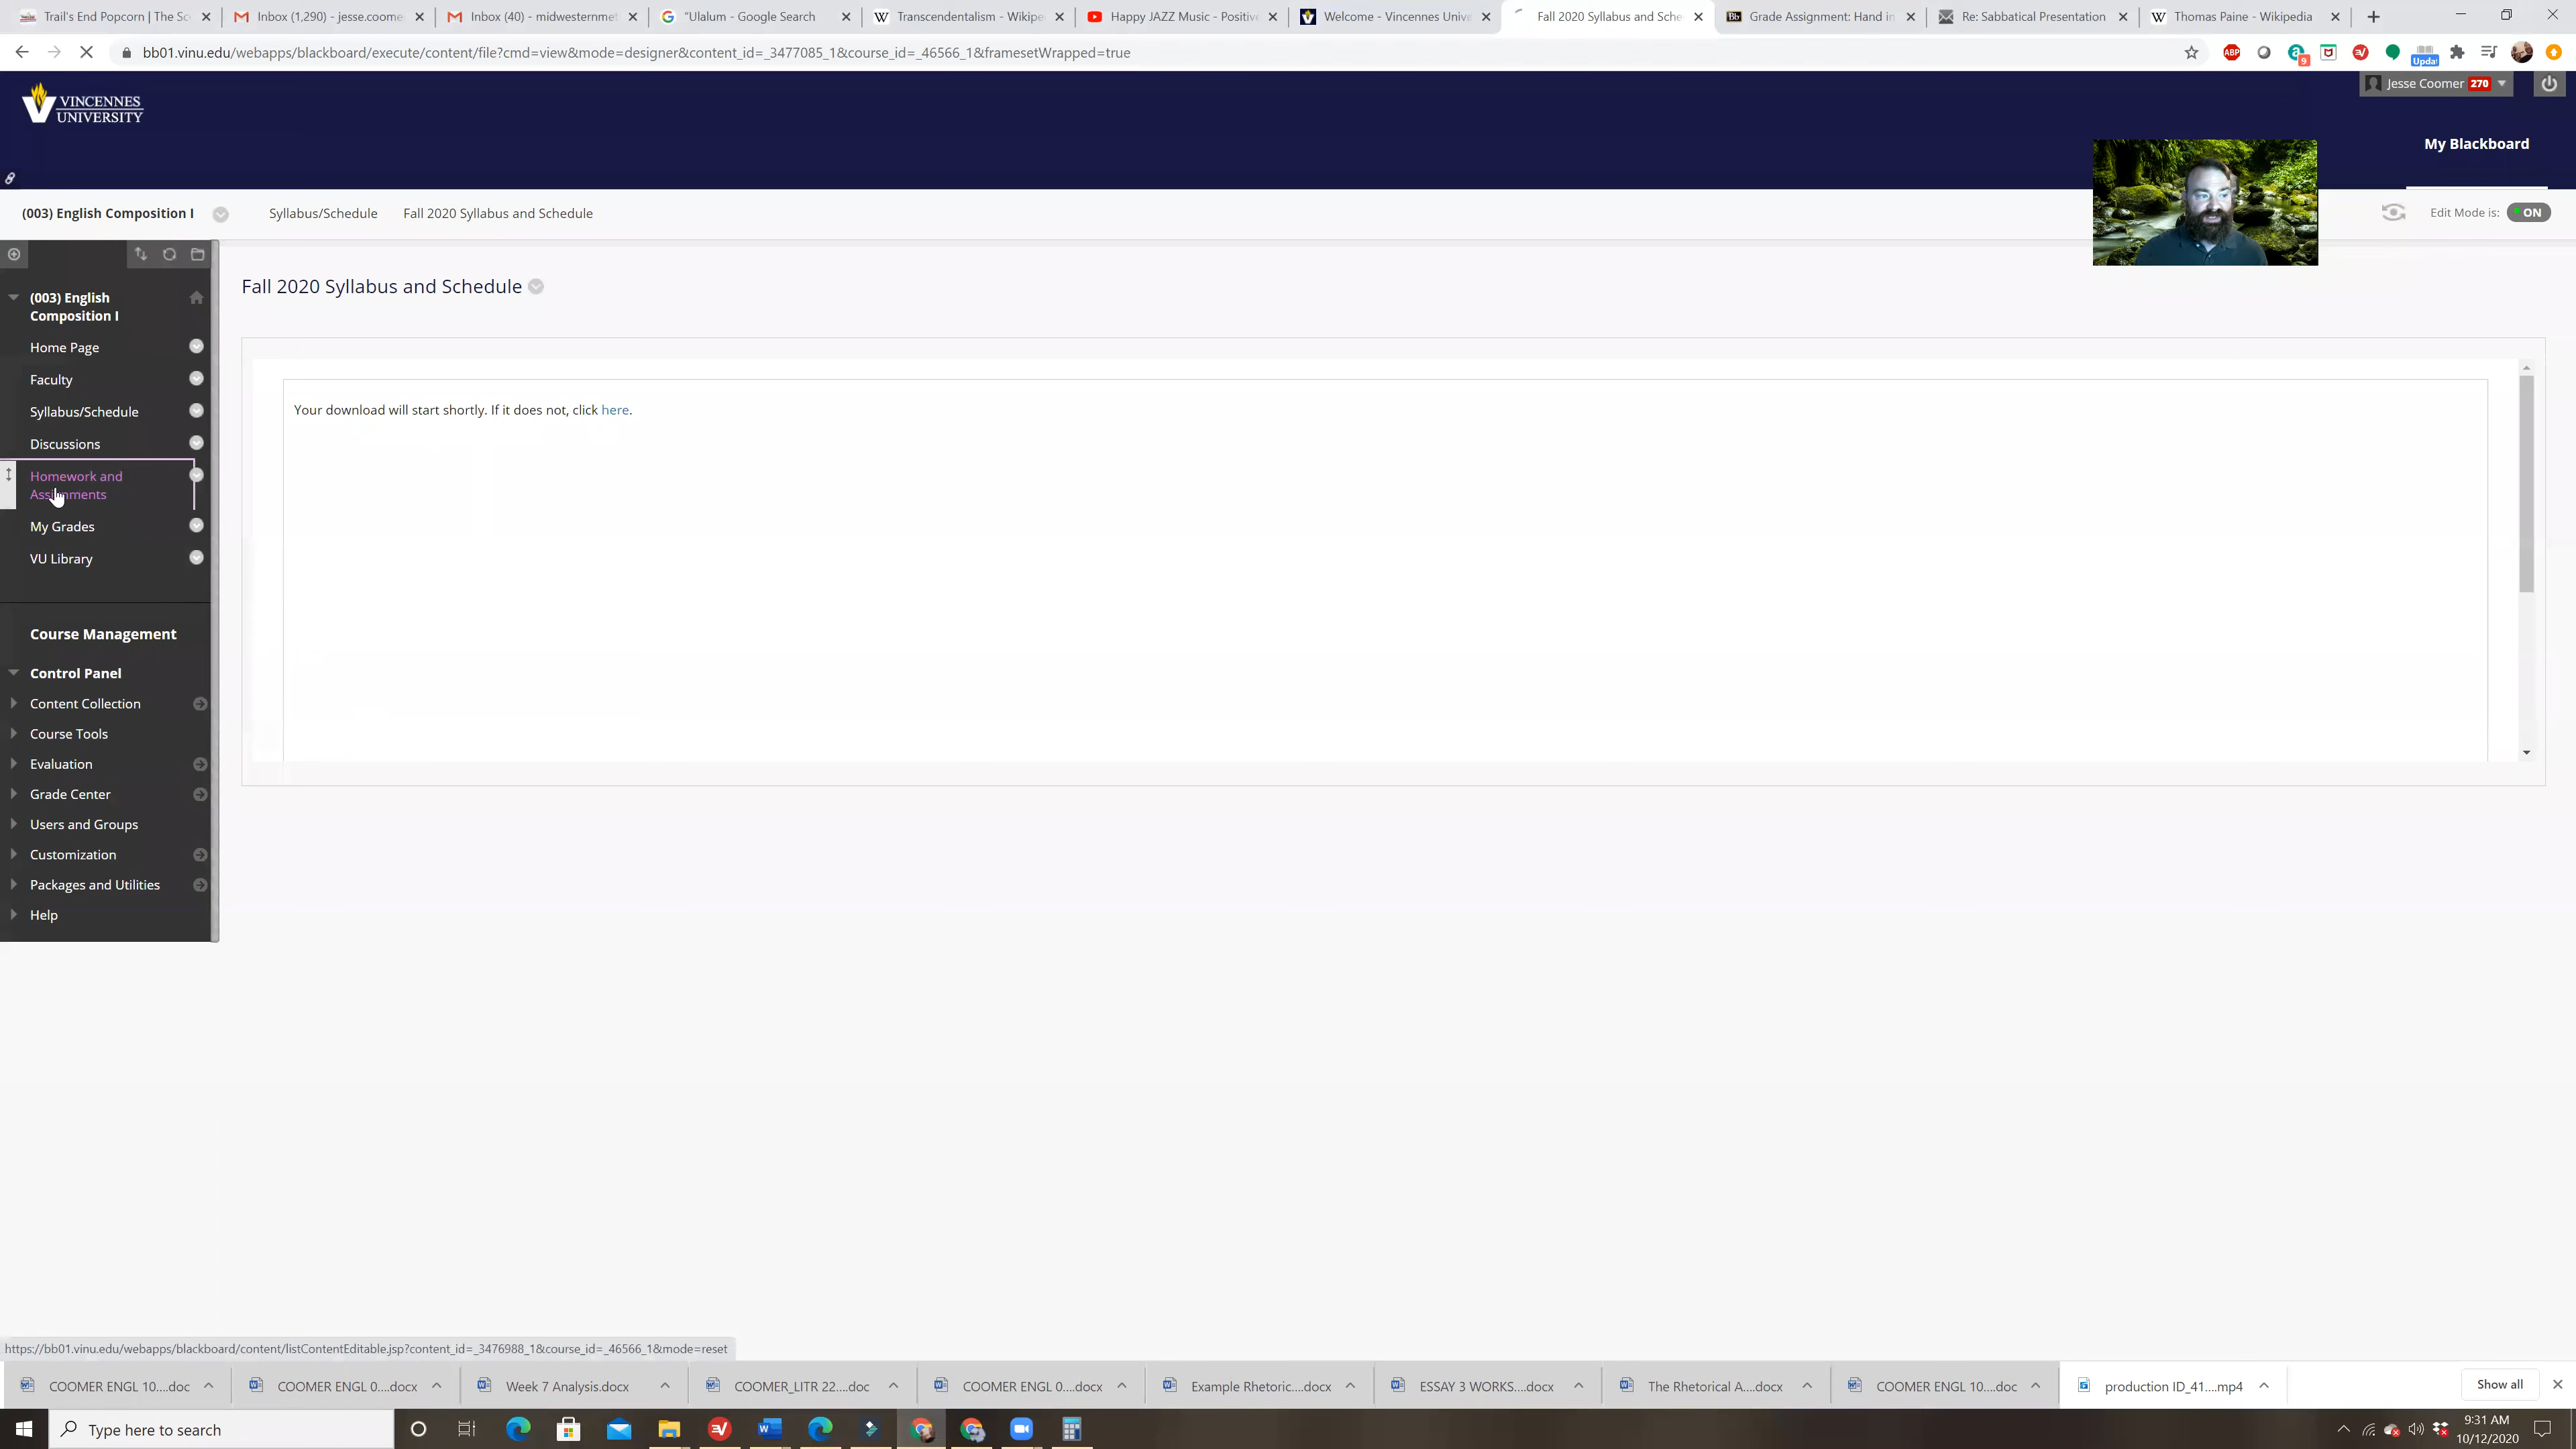 Trail's End Popcorn | The Sc
Inbox (1,290) - jesse.coome
Inbox (40) - midwesternmet
"Ulalum - Google Search
Transcendentalism - Wikipe
Happy JAZZ Music - Positive
Welcome - Vincennes Unive
Fall 2020 Syllabus and Sche
Bb Grade Assignment: Hand in
Re: Sabbatical Presentation
Thomas Paine - Wikipedia
bb01.vinu.edu/webapps/blackboard/execute/content/file?cmd=view&mode=designer&content_id=_3477085_1&course_id=_46566_1&framesetWrapped=true
ABP
9
Updat
VINCENNES
UNIVERSITY
Jesse Coomer 270
My Blackboard
(003) English Composition I
Syllabus/Schedule
Fall 2020 Syllabus and Schedule
Edit Mode is:
ON
(003) English
Composition I
Home Page
Faculty
Syllabus/Schedule
Discussions
Homework and
Assignments
My Grades
VU Library
Course Management
Control Panel
Content Collection
Course Tools
Evaluation
Grade Center
Users and Groups
Customization
Packages and Utilities
Help
Fall 2020 Syllabus and Schedule
Your download will start shortly. If it does not, click here.
https://bb01.vinu.edu/webapps/blackboard/content/listContentEditable.jsp?content_id=_3476988_1&course_id=_46566_1&mode=reset
COOMER ENGL 10....doc
COOMER ENGL 0....docx
Week 7 Analysis.docx
COOMER_LITR 22....doc
COOMER ENGL 0....docx
Example Rhetoric....docx
ESSAY 3 WORKS....docx
The Rhetorical A....docx
COOMER ENGL 10....doc
production ID_41....mp4
Show all
Type here to search
9:31 AM
10/12/2020